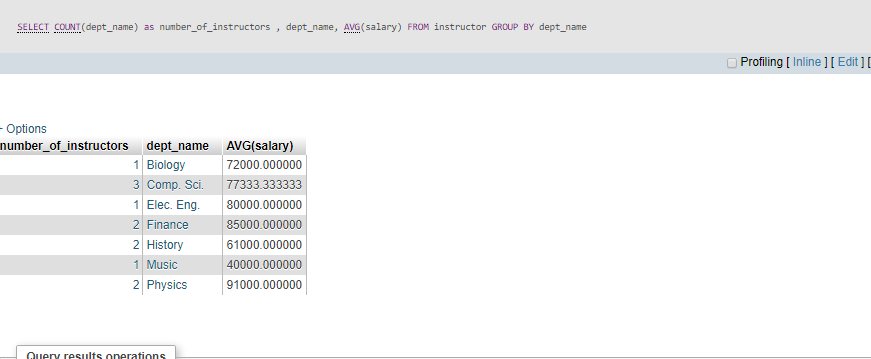 SELECT COUNT(dept_name) as number_of_instructors , dept_name, AVG(salary) FROM instructor GROUP BY dept_name
Profiling [ Inline ] [ Edit ] [
+ Options
number_of_instructors dept_name AVG(salary)
1 Biology 72000.000000
3 Comp. Sci. 77333.333333
1 Elec. Eng. 80000.000000
2 Finance 85000.000000
2 History 61000.000000
1 Music 40000.000000
2 Physics 91000.000000
Query results operations